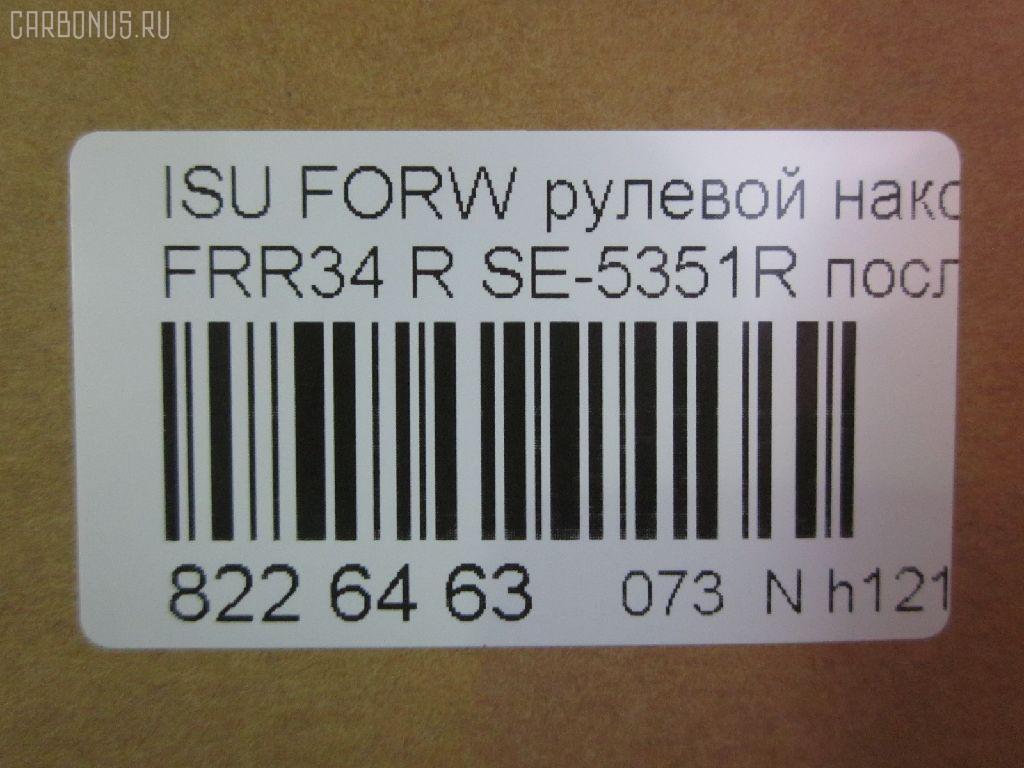 CARBONUS.RU
ISU FORW рулевой нако
FRR34 R SE-5351R посл
822 64 63 073 N h121